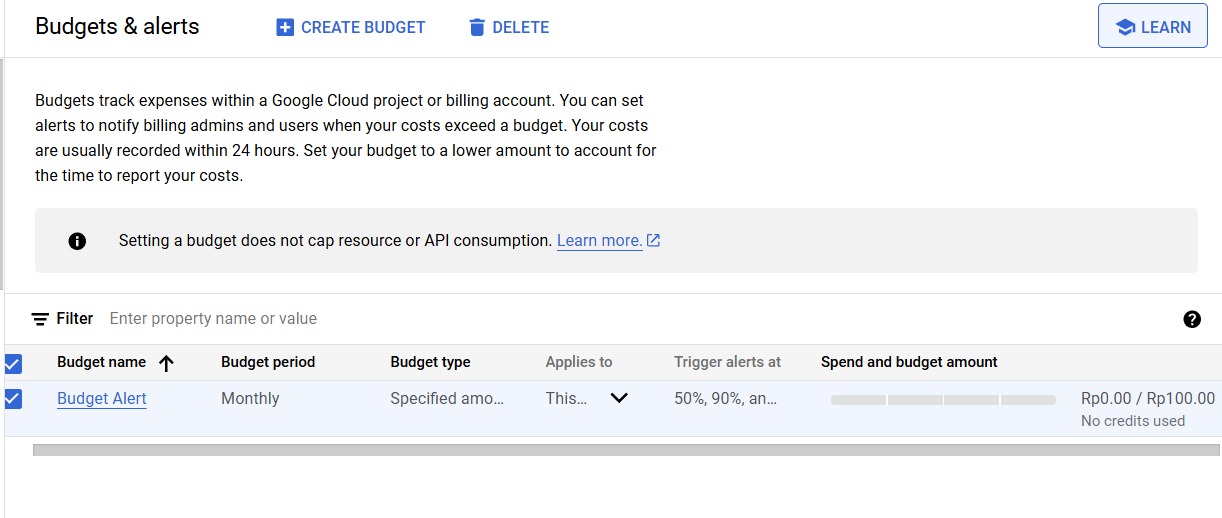 Budgets & alerts CREATE BUDGET DELETE LEARN
Budgets track expenses within a Google Cloud project or billing account. You can set
alerts to notify billing admins and users when your costs exceed a budget. Your costs
are usually recorded within 24 hours. Set your budget to a lower amount to account for
the time to report your costs.
Setting a budget does not cap resource or API consumption. Learn more.
Filter Enter property name or value
Budget name Budget period Budget type Applies to Trigger alerts at Spend and budget amount
Budget Alert Monthly Specified amo... This... 50%, 90%, an... Rp0.00 / Rp100.00
No credits used